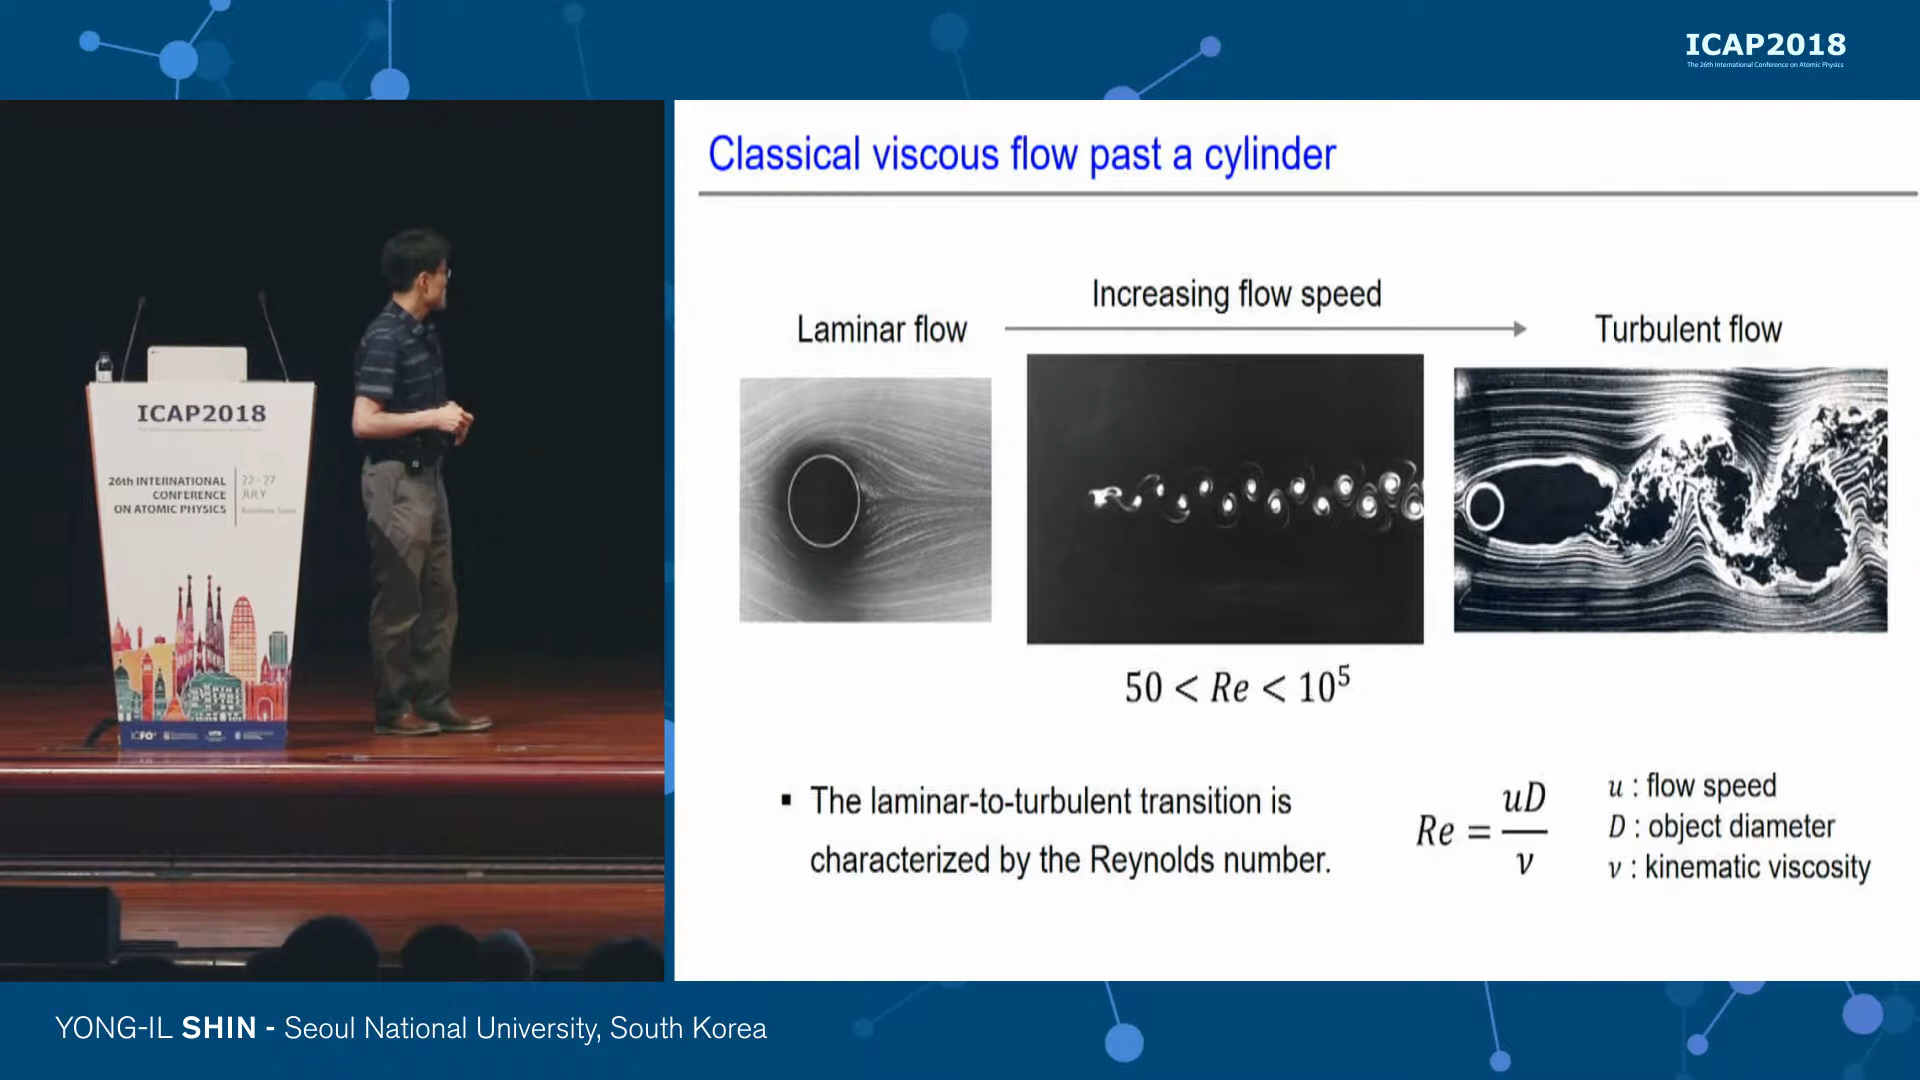 ICAP2018
The 26th International Conference on Atomic Physics
Classical viscous flow past a cylinder
Increasing flow speed
Laminar flow
Turbulent flow
50 < Re < 10⁵
▪ The laminar-to-turbulent transition is
characterized by the Reynolds number.
Re = uD/ν
u : flow speed
D : object diameter
ν : kinematic viscosity
ICAP2018
26th INTERNATIONAL
CONFERENCE
ON ATOMIC PHYSICS
22 - 27
JULY
ICFO
YONG-IL SHIN - Seoul National University, South Korea